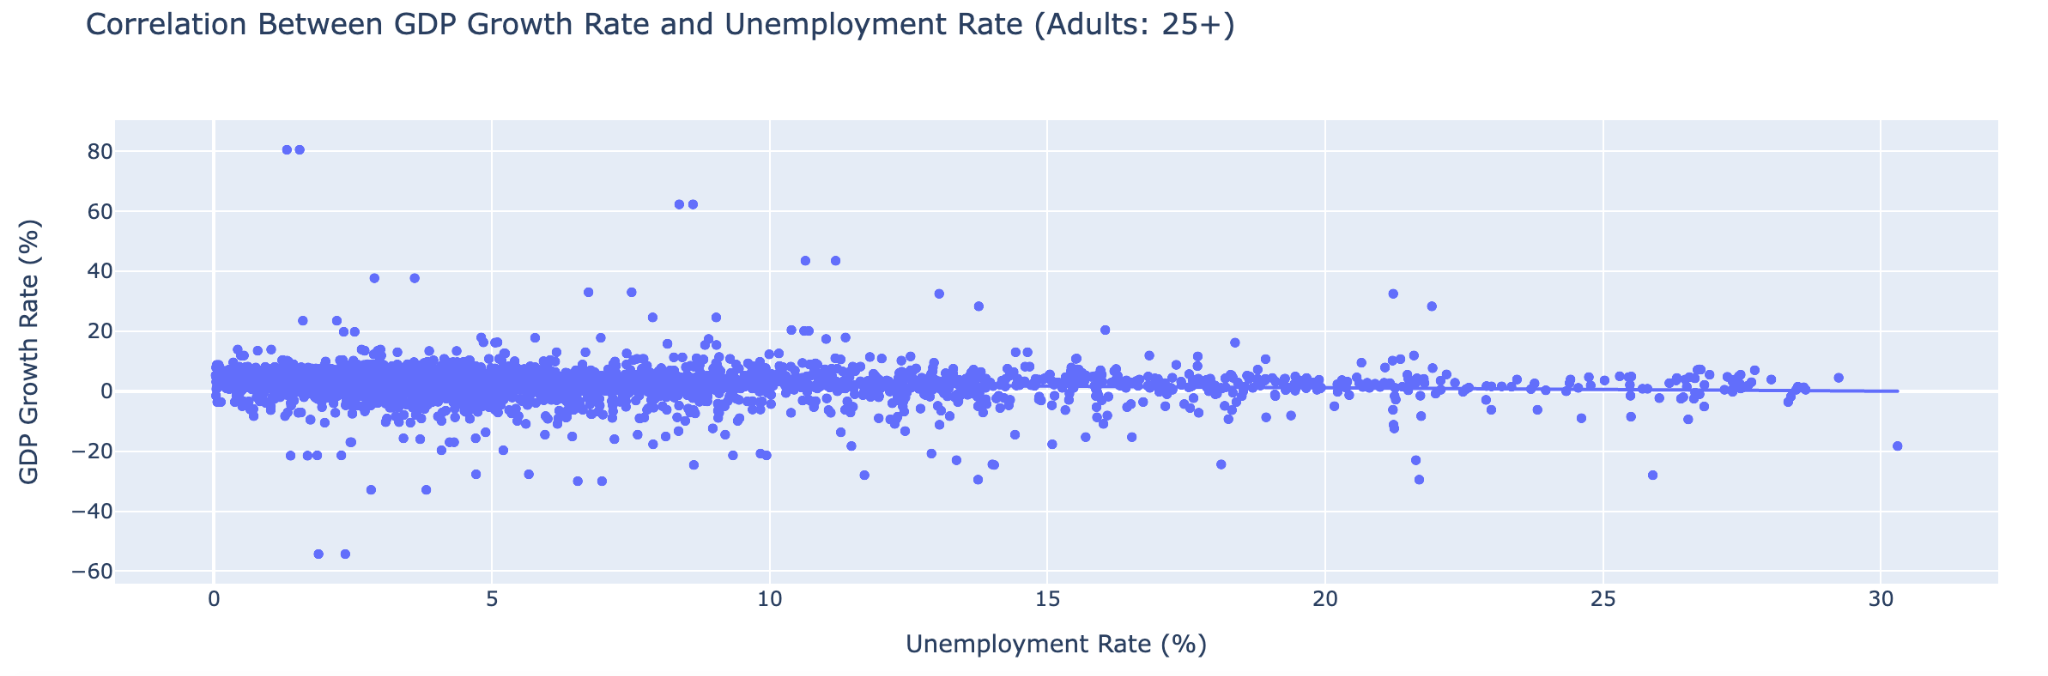 Correlation Between GDP Growth Rate and Unemployment Rate (Adults: 25+)
80
60
40
20
0
−20
−40
−60
GDP Growth Rate (%)
0 5 10 15 20 25 30
Unemployment Rate (%)